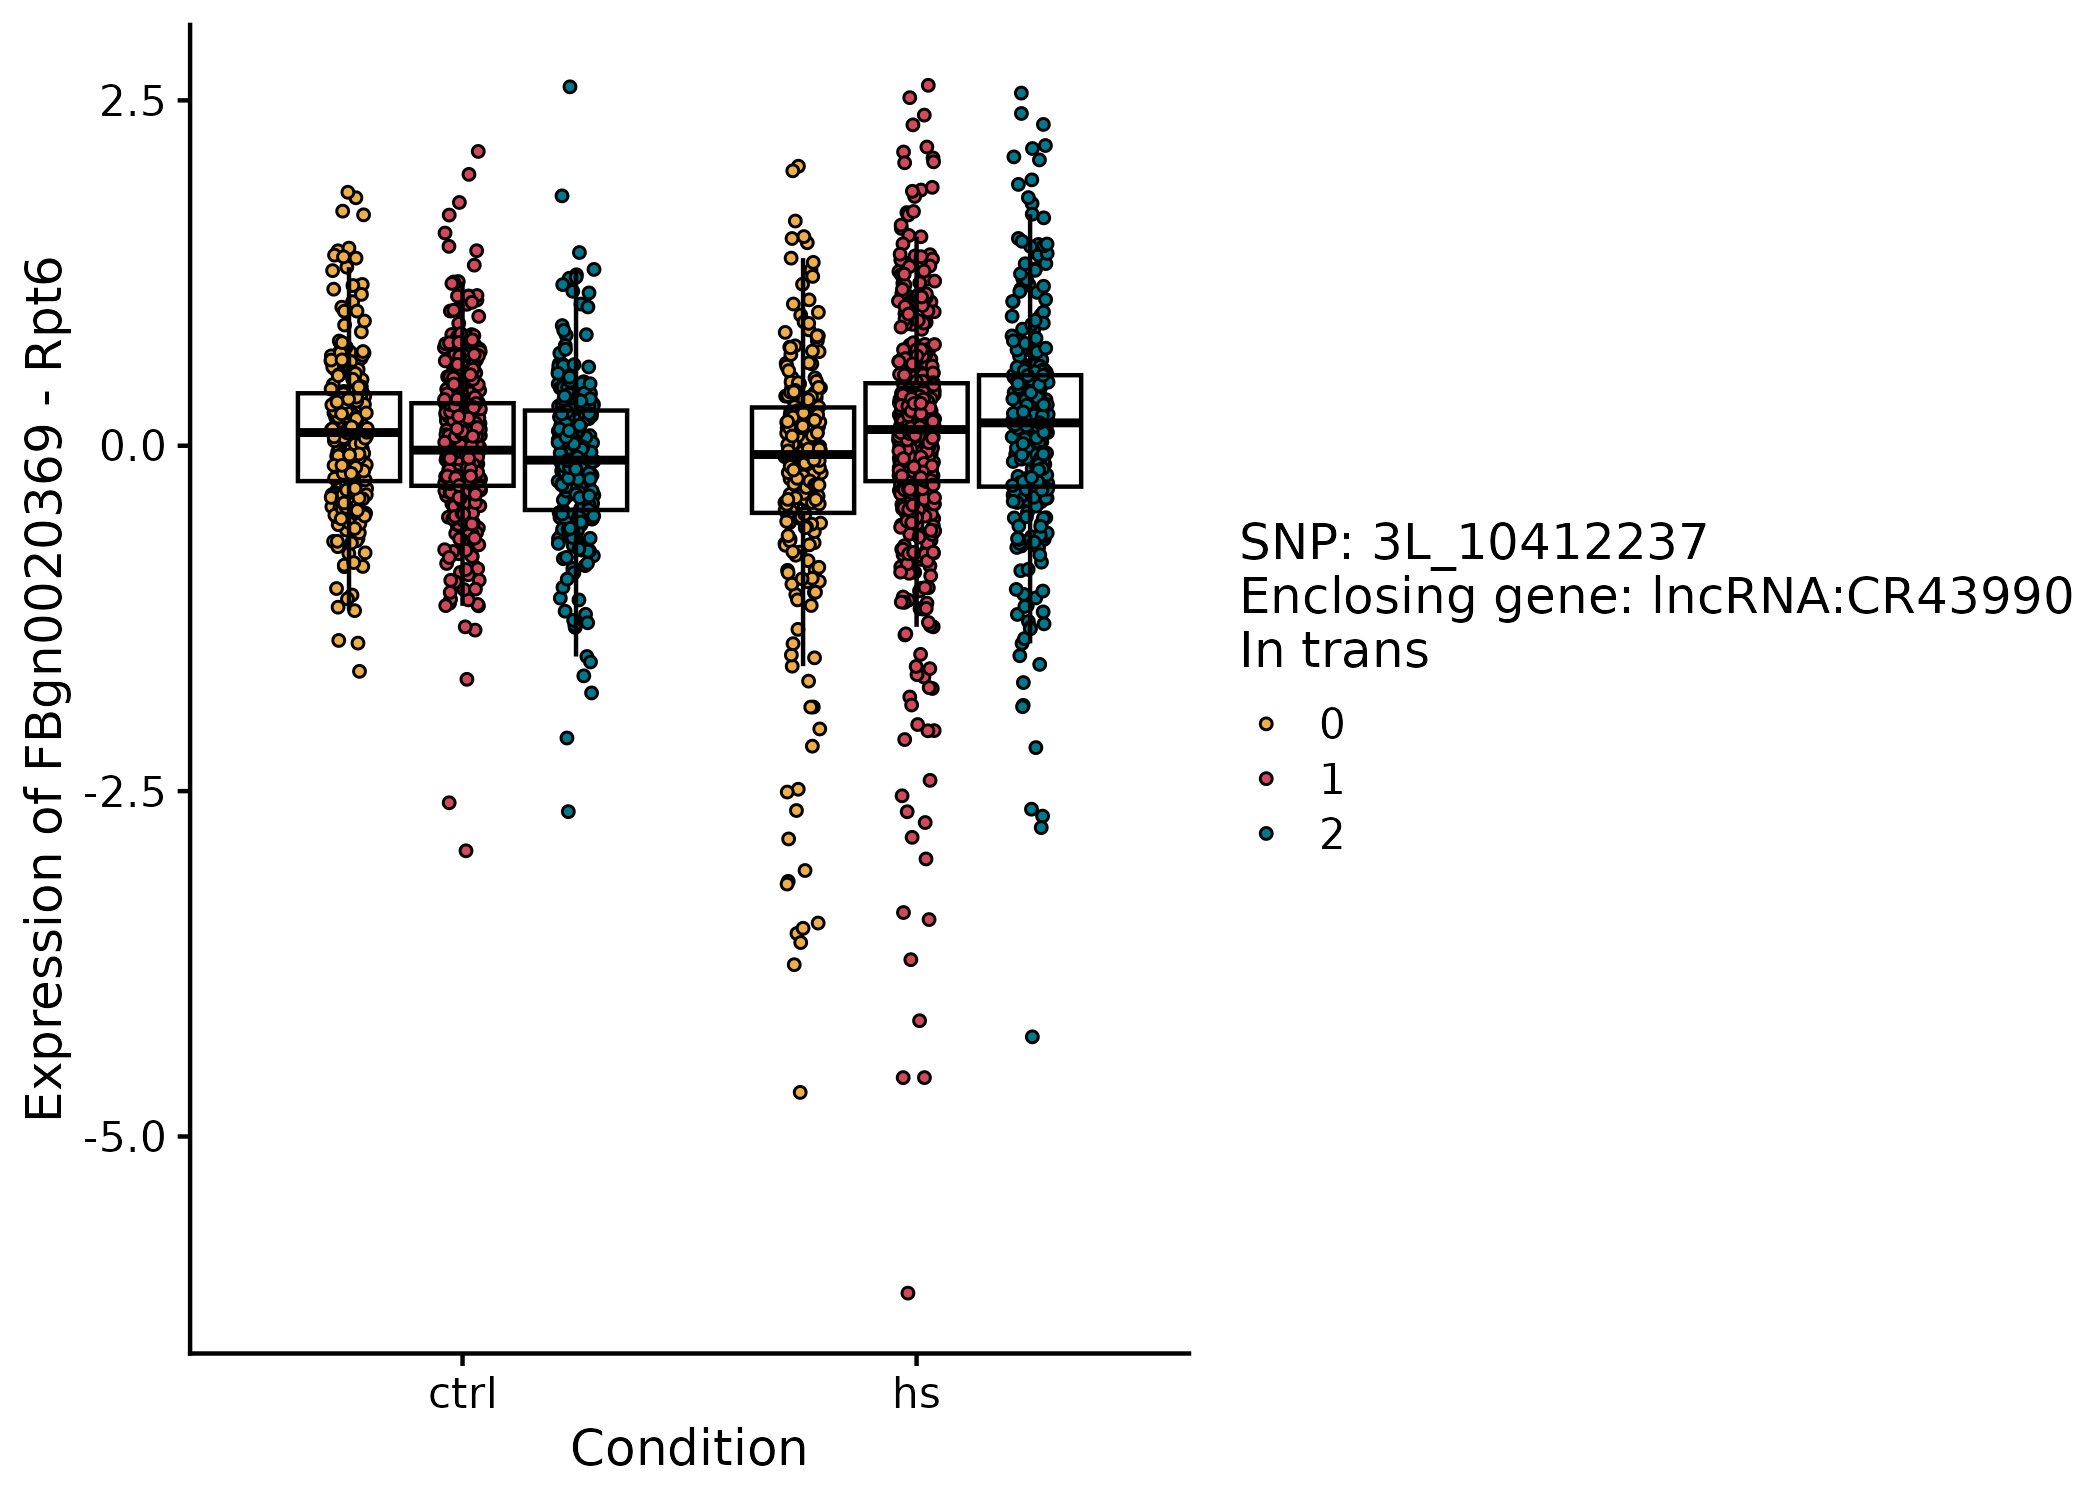 Expression of FBgn0020369 - Rpt6
2.5
0.0
-2.5
-5.0
ctrl
hs
Condition
SNP: 3L_10412237
Enclosing gene: lncRNA:CR43990
In trans
0
1
2